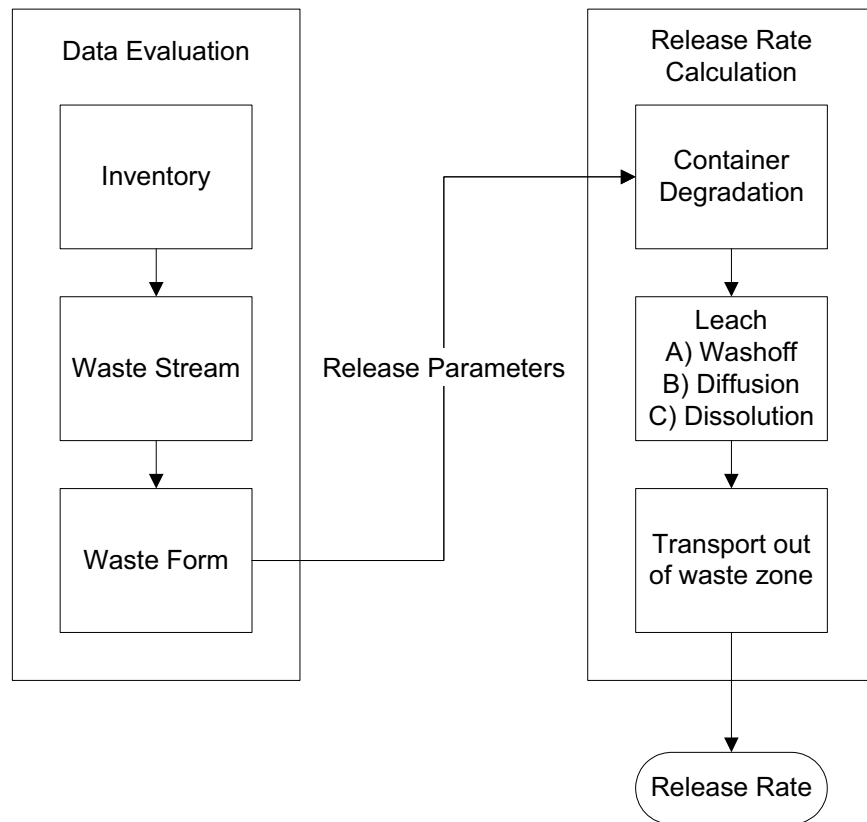 Data Evaluation
Inventory
Waste Stream
Waste Form
Release Parameters
Release Rate
Calculation
Container
Degradation
Leach
A) Washoff
B) Diffusion
C) Dissolution
Transport out
of waste zone
Release Rate